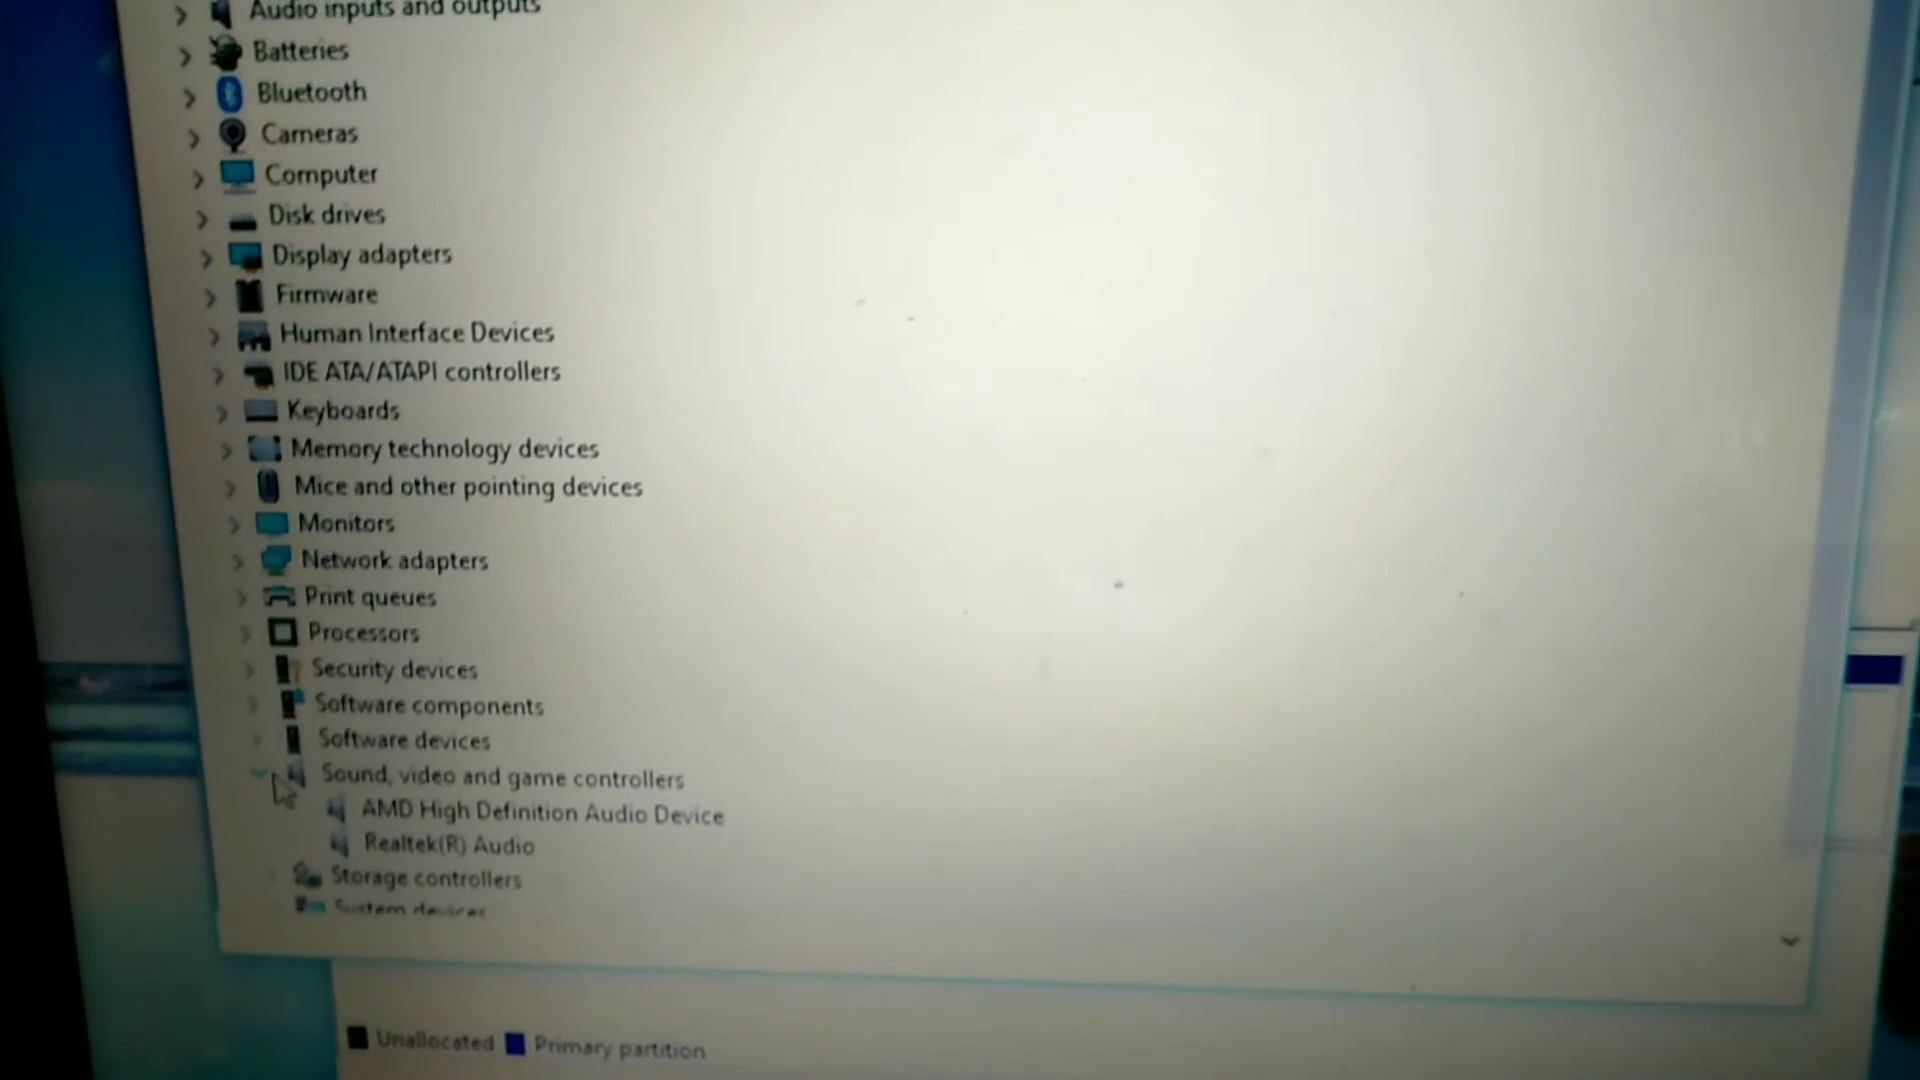 Audio inputs and outputs
Batteries
Bluetooth
Cameras
Computer
Disk drives
Display adapters
Firmware
Human Interface Devices
IDE ATA/ATAPI controllers
Keyboards
Memory technology devices
Mice and other pointing devices
Monitors
Network adapters
Print queues
Processors
Security devices
Software components
Software devices
Sound, video and game controllers
AMD High Definition Audio Device
Realtek(R) Audio
Storage controllers
System devices
Unallocated Primary partition